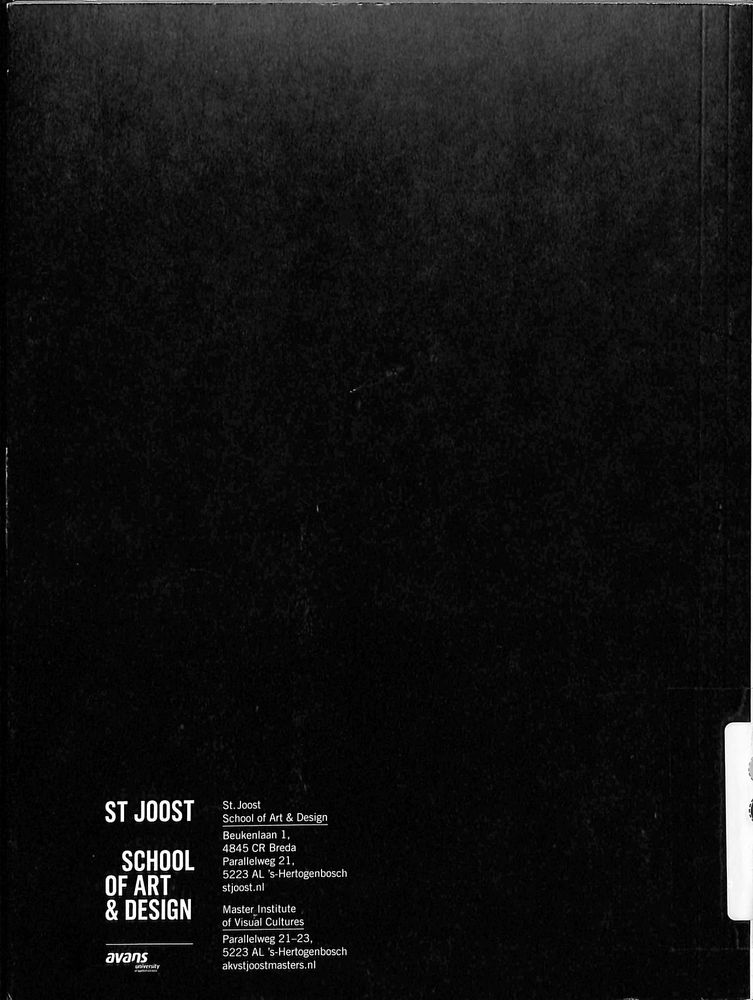 ST JOOST
SCHOOL
OF ART
& DESIGN
avans
university
St. Joost
School of Art & Design
Beukenlaan 1,
4845 CR Breda
Parallelweg 21,
5223 AL 's-Hertogenbosch
stjoost.nl
Master Institute
of Visual Cultures
Parallelweg 21–23,
5223 AL 's-Hertogenbosch
akvstjoostmasters.nl